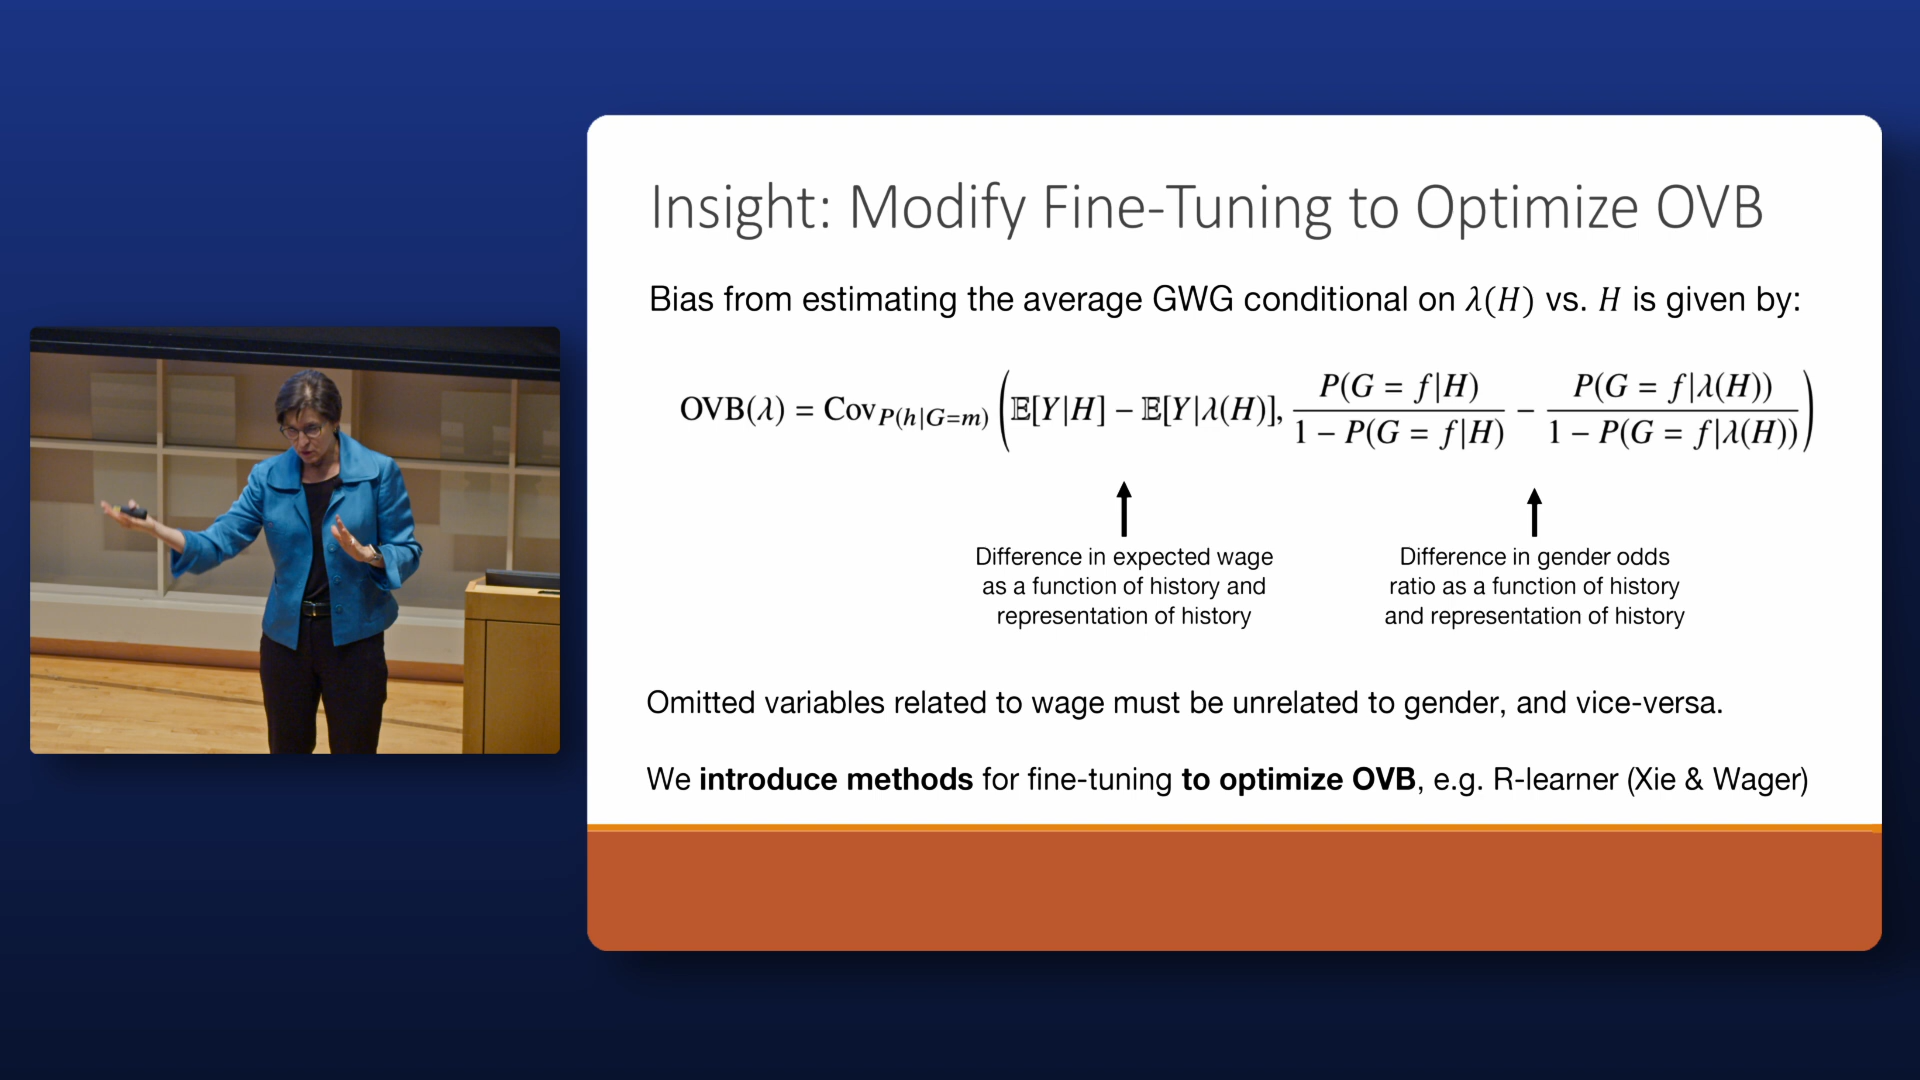 Insight: Modify Fine-Tuning to Optimize OVB
Bias from estimating the average GWG conditional on λ(H) vs. H is given by:
OVB(λ) = Cov_{P(h|G=m)} ( 𝔼[Y|H] − 𝔼[Y|λ(H)], P(G = f|H) / (1 − P(G = f|H)) − P(G = f|λ(H)) / (1 − P(G = f|λ(H))) )
Difference in expected wage
as a function of history and
representation of history
Difference in gender odds
ratio as a function of history
and representation of history
Omitted variables related to wage must be unrelated to gender, and vice-versa.
We introduce methods for fine-tuning to optimize OVB, e.g. R-learner (Xie & Wager)